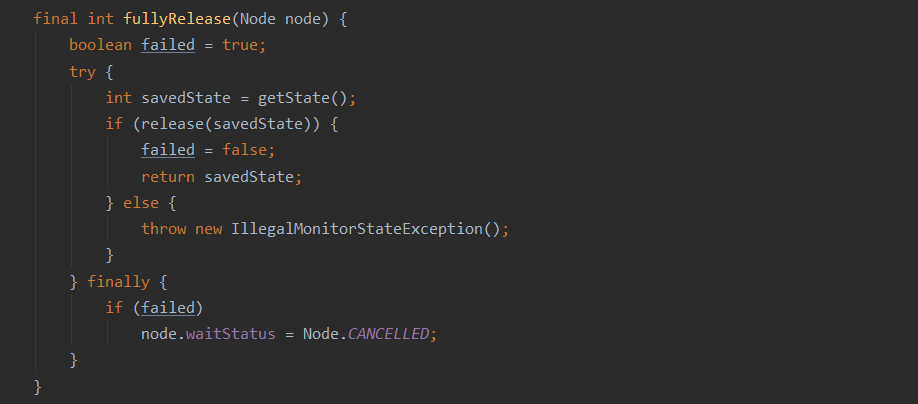 final int fullyRelease(Node node) {
    boolean failed = true;
    try {
        int savedState = getState();
        if (release(savedState)) {
            failed = false;
            return savedState;
        } else {
            throw new IllegalMonitorStateException();
        }
    } finally {
        if (failed)
            node.waitStatus = Node.CANCELLED;
    }
}